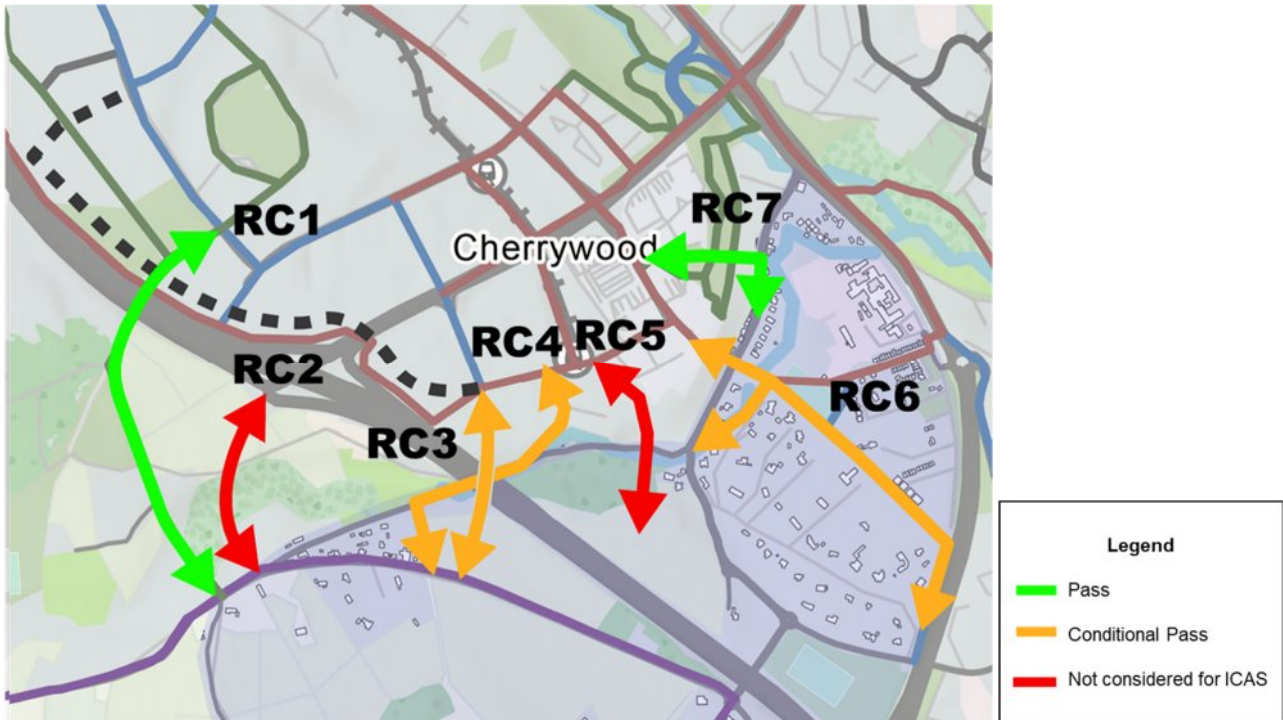 RC1
RC7
Cherrywood
RC2
RC4
RC5
RC6
RC3
Legend
Pass
Conditional Pass
Not considered for ICAS